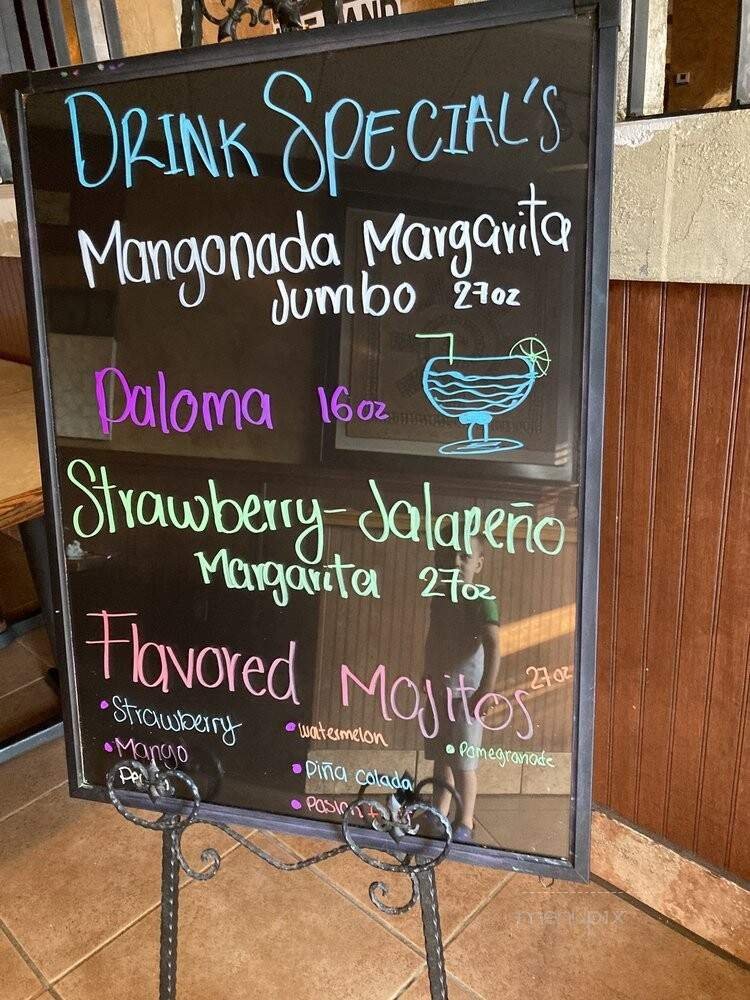 DRINK SPECIAL'S
Mangonada Margarita
Jumbo 27oz
Paloma 16oz
Strawberry-Jalapeño
Margarita 27oz
Flavored Mojitos 27oz
• Strawberry
• Mango
• Watermelon
• Piña colada
• Pomegranade
menupix